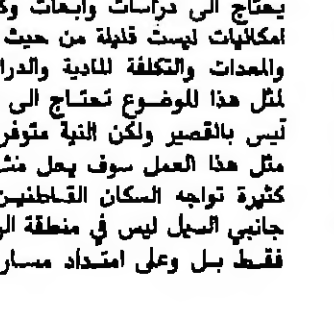 يحتاج الى دراسات وابحاث
امكانيات ليست قليلة من حيث
والمعدات والتكلفة المادية والدرا
لمثل هذا الموضوع تحتاج الى
ليس بالقصير ولكن النية متوفر
مثل هذا العمل سوف يحل
كثيرة تواجه السكان القاطنين
جانبي السيل ليس في منطقة
فقط بل وعلى امتداد مسار